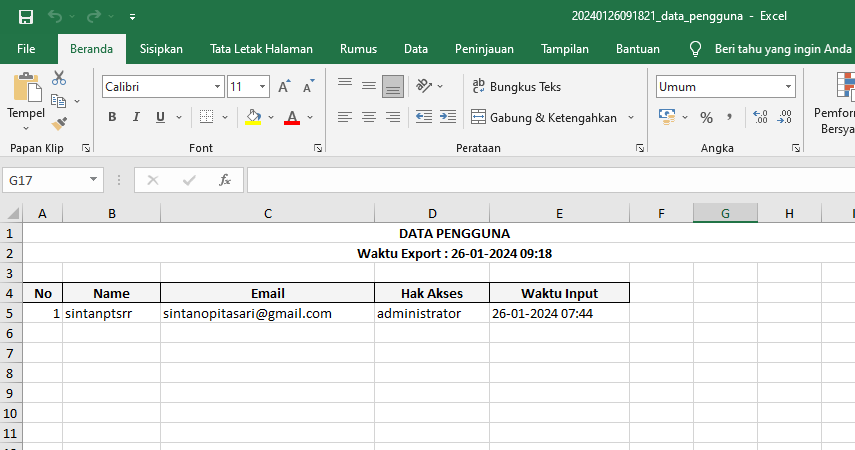 20240126091821_data_pengguna - Excel
File Beranda Sisipkan Tata Letak Halaman Rumus Data Peninjauan Tampilan Bantuan Beri tahu yang ingin Anda
Tempel
Calibri 11
Bungkus Teks
Umum
B I U A
Gabung & Ketengahkan
% ,
Papan Klip Font Perataan Angka
G17 fx
A B C D E F G H
1 DATA PENGGUNA
2 Waktu Export : 26-01-2024 09:18
3
4 No Name Email Hak Akses Waktu Input
5 1 sintanptsrr sintanopitasari@gmail.com administrator 26-01-2024 07:44
6
7
8
9
10
11